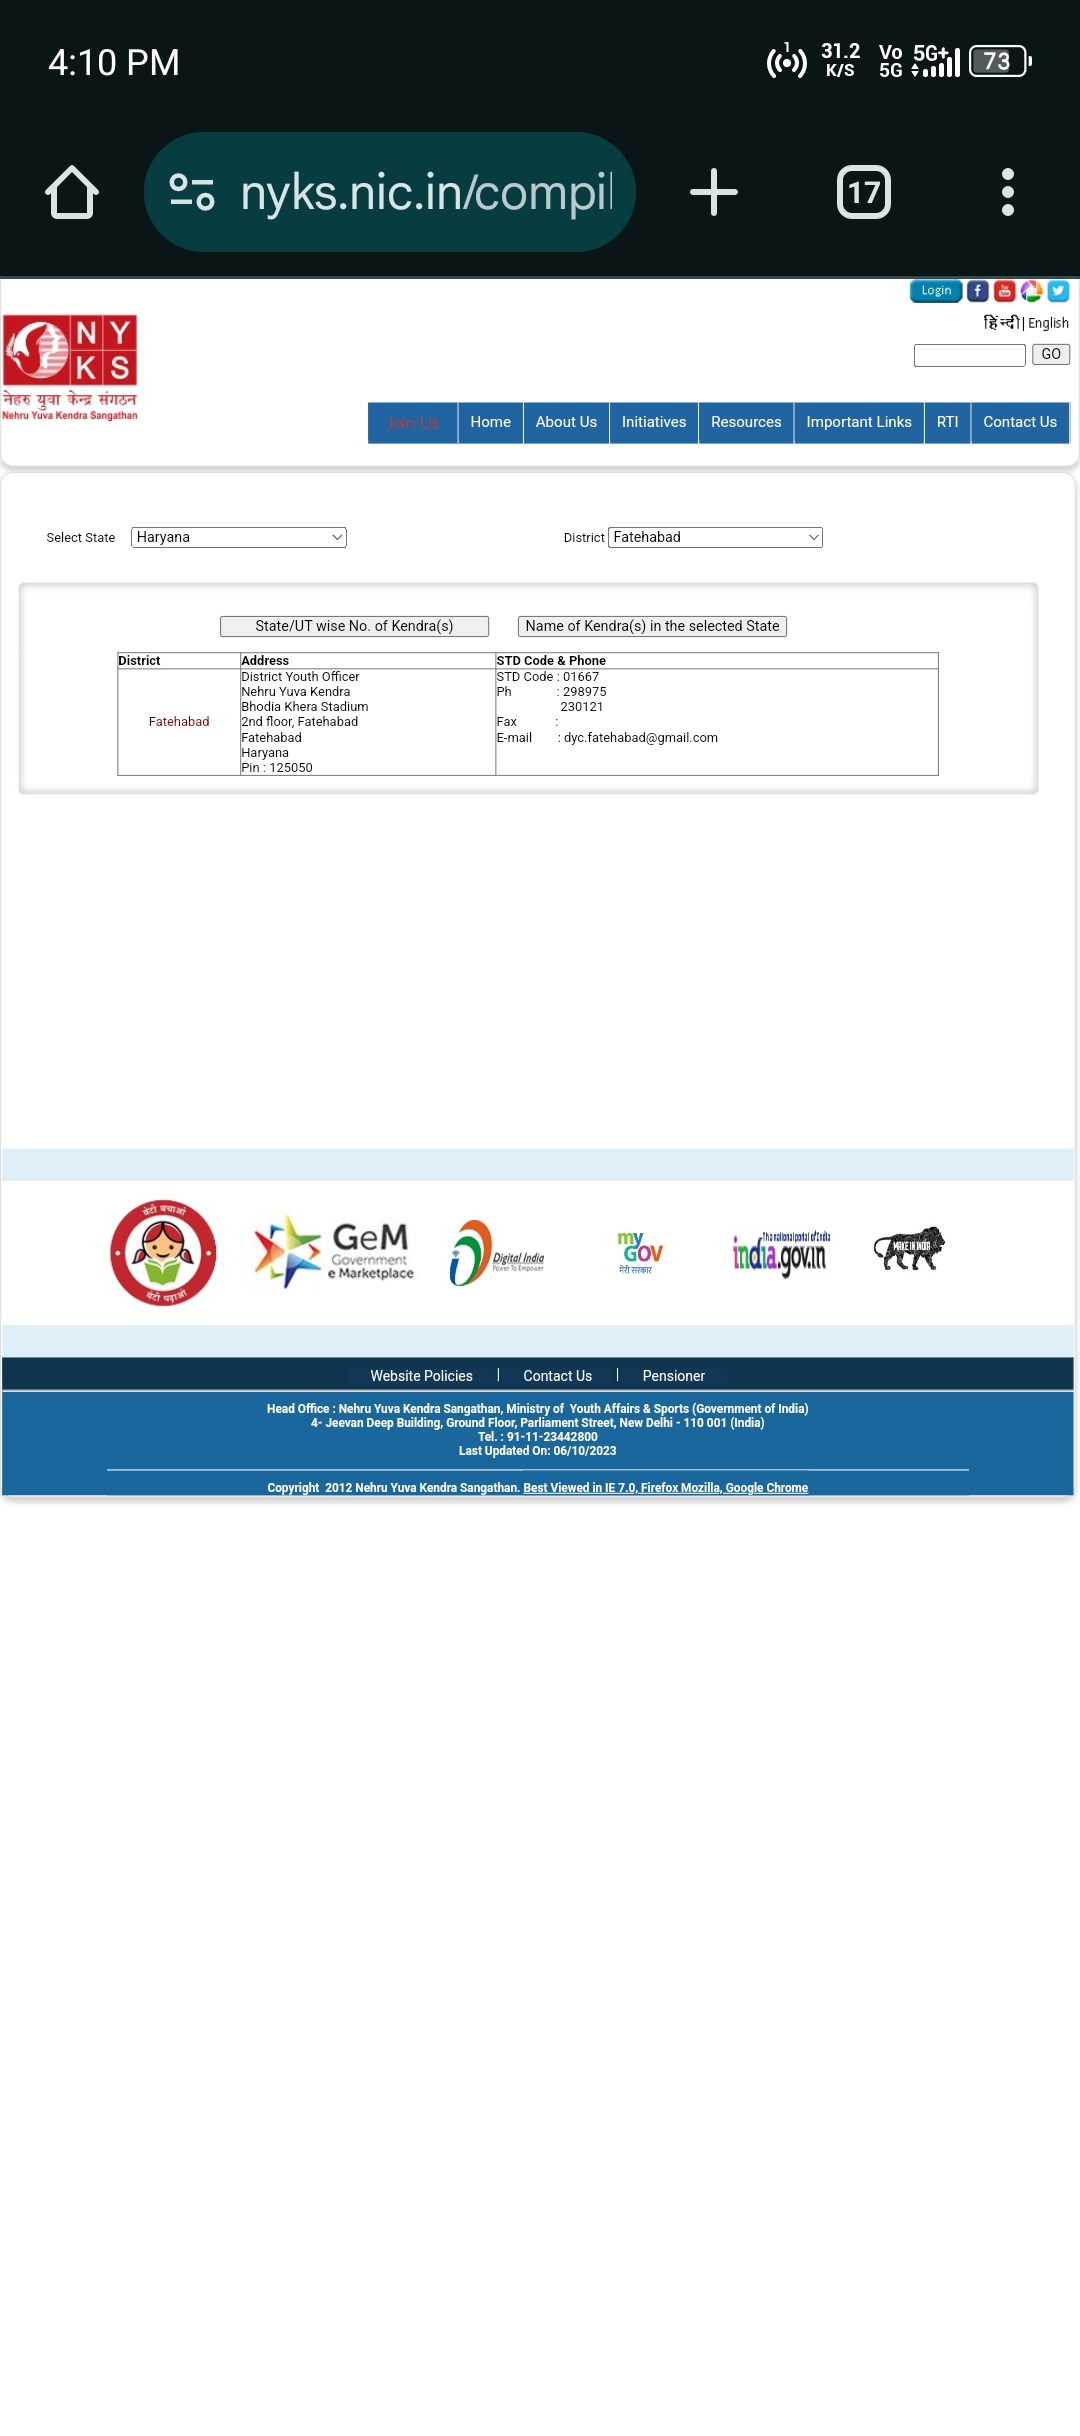 4:10 PM
1
31.2 K/S
Vo 5G
5G+
73
nyks.nic.in/compil
17
Login
हिन्दी | English
GO
NY
KS
नेहरु युवा केन्द्र संगठन
Nehru Yuva Kendra Sangathan
Join Us
Home
About Us
Initiatives
Resources
Important Links
RTI
Contact Us
Select State Haryana
District Fatehabad
State/UT wise No. of Kendra(s)
Name of Kendra(s) in the selected State
District Address STD Code & Phone
Fatehabad
District Youth Officer
Nehru Yuva Kendra
Bhodia Khera Stadium
2nd floor, Fatehabad
Fatehabad
Haryana
Pin : 125050
STD Code : 01667
Ph : 298975
230121
Fax :
E-mail : dyc.fatehabad@gmail.com
बेटी बचाओ
बेटी पढ़ाओ
GeM
Government
e Marketplace
Digital India
Power To Empower
my
GOV
मेरी सरकार
The national portal of India
india.gov.in
MAKE IN INDIA
Website Policies | Contact Us | Pensioner
Head Office : Nehru Yuva Kendra Sangathan, Ministry of Youth Affairs & Sports (Government of India)
4- Jeevan Deep Building, Ground Floor, Parliament Street, New Delhi - 110 001 (India)
Tel. : 91-11-23442800
Last Updated On: 06/10/2023
Copyright 2012 Nehru Yuva Kendra Sangathan. Best Viewed in IE 7.0, Firefox Mozilla, Google Chrome